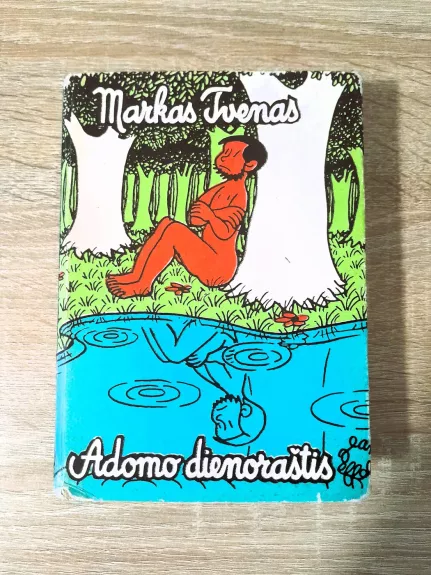 Markas Tvenas
Adomo dienoraštis